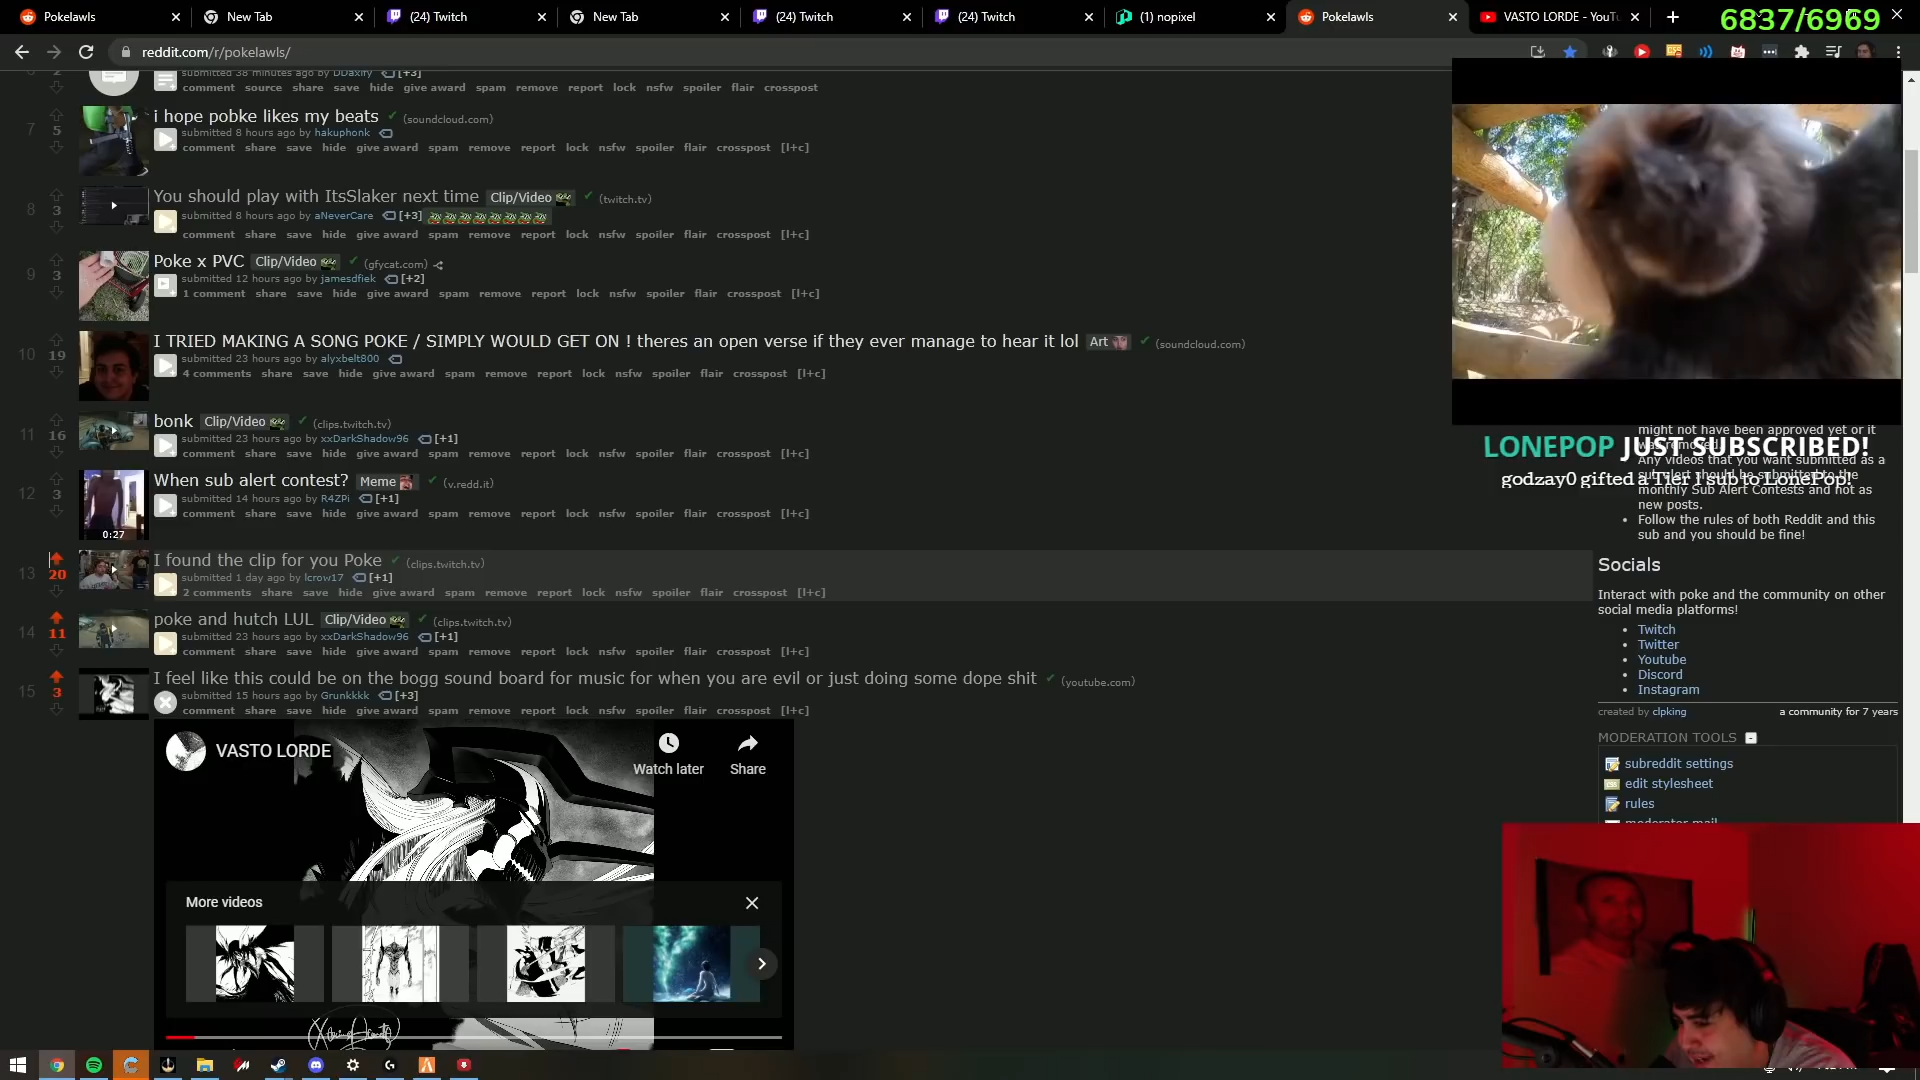 Pokelawls
New Tab
(24) Twitch
New Tab
(24) Twitch
(24) Twitch
(1) nopixel
Pokelawls
VASTO LORDE - YouTu
6837/6969
reddit.com/r/pokelawls/
submitted 38 minutes ago by DDaxify [+3]
comment source share save hide give award spam remove report lock nsfw spoiler flair crosspost
7
5
i hope pobke likes my beats (soundcloud.com)
submitted 8 hours ago by hakuphonk
comment share save hide give award spam remove report lock nsfw spoiler flair crosspost [l+c]
8
3
You should play with ItsSlaker next time Clip/Video (twitch.tv)
submitted 8 hours ago by aNeverCare [+3]
comment share save hide give award spam remove report lock nsfw spoiler flair crosspost [l+c]
9
3
Poke x PVC Clip/Video (gfycat.com)
submitted 12 hours ago by jamesdfiek [+2]
1 comment share save hide give award spam remove report lock nsfw spoiler flair crosspost [l+c]
10
19
I TRIED MAKING A SONG POKE / SIMPLY WOULD GET ON ! theres an open verse if they ever manage to hear it lol Art (soundcloud.com)
submitted 23 hours ago by alyxbelt800
4 comments share save hide give award spam remove report lock nsfw spoiler flair crosspost [l+c]
11
16
bonk Clip/Video (clips.twitch.tv)
submitted 23 hours ago by xxDarkShadow96 [+1]
comment share save hide give award spam remove report lock nsfw spoiler flair crosspost [l+c]
12
3
0:27
When sub alert contest? Meme (v.redd.it)
submitted 14 hours ago by R4ZPi [+1]
comment share save hide give award spam remove report lock nsfw spoiler flair crosspost [l+c]
13
20
I found the clip for you Poke (clips.twitch.tv)
submitted 1 day ago by lcrow17 [+1]
2 comments share save hide give award spam remove report lock nsfw spoiler flair crosspost [l+c]
14
11
poke and hutch LUL Clip/Video (clips.twitch.tv)
submitted 23 hours ago by xxDarkShadow96 [+1]
comment share save hide give award spam remove report lock nsfw spoiler flair crosspost [l+c]
15
3
I feel like this could be on the bogg sound board for music for when you are evil or just doing some dope shit (youtube.com)
submitted 15 hours ago by Grunkkkk [+3]
comment share save hide give award spam remove report lock nsfw spoiler flair crosspost [l+c]
VASTO LORDE
Watch later
Share
More videos
might not have been approved yet or it
LONEPOP JUST SUBSCRIBED!
Any videos that you want submitted as a
godzay0 gifted a Tier 1 sub to LonePop!
monthly Sub Alert Contests and not as
new posts.
Follow the rules of both Reddit and this
sub and you should be fine!
Socials
Interact with poke and the community on other
social media platforms!
Twitch
Twitter
Youtube
Discord
Instagram
created by clpking
a community for 7 years
MODERATION TOOLS
subreddit settings
edit stylesheet
rules
moderator mail